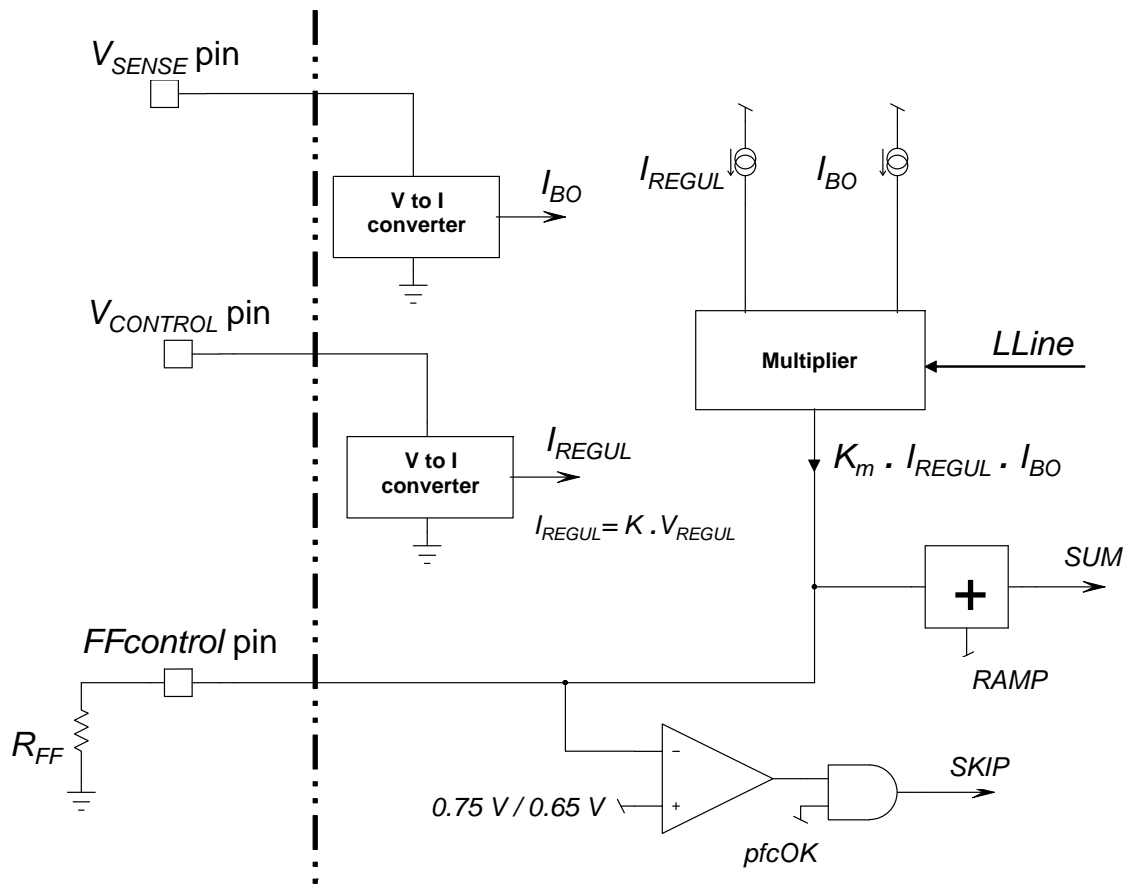 V_SENSE pin
V to I
converter
I_BO
I_REGUL
I_BO
V_CONTROL pin
Multiplier
LLine
V to I
converter
I_REGUL
I_REGUL = K . V_REGUL
K_m . I_REGUL . I_BO
+
SUM
RAMP
FFcontrol pin
R_FF
−
+
0.75 V / 0.65 V
pfcOK
SKIP